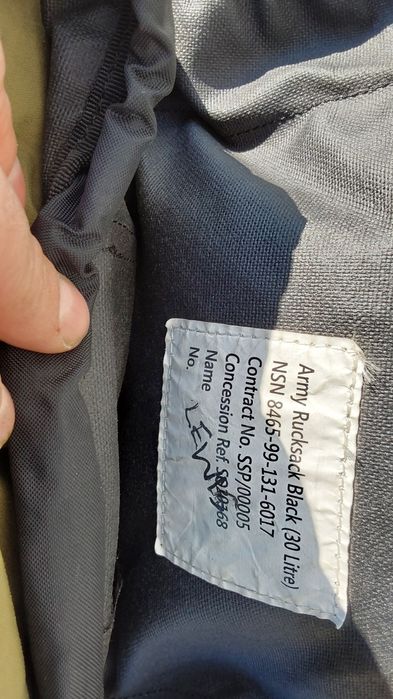 Army Rucksack Black (30 Litre)
NSN 8465-99-131-6017
Contract No. SSP/00005
Concession Ref.
Name
No.